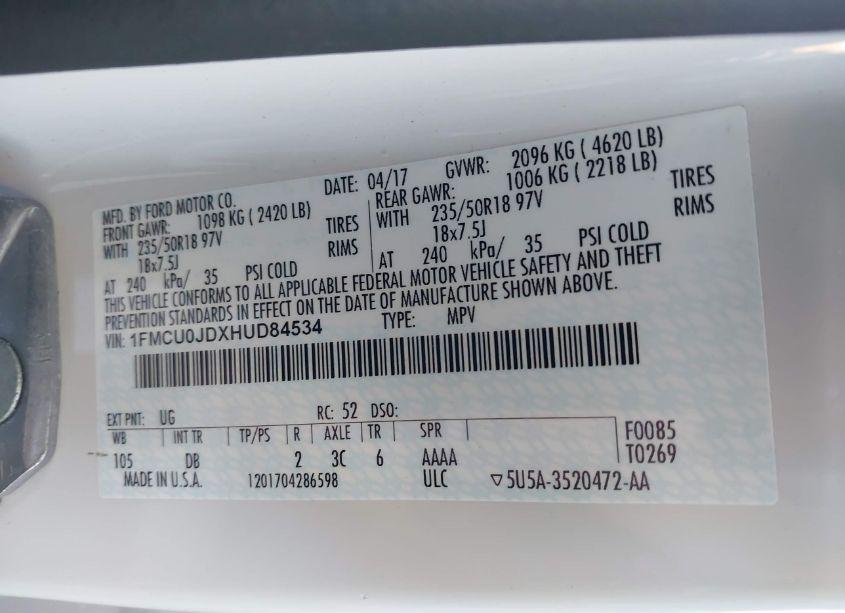 MFD. BY FORD MOTOR CO. DATE: 04/17 GVWR: 2096 KG ( 4620 LB)
FRONT GAWR: 1098 KG ( 2420 LB) REAR GAWR: 1006 KG ( 2218 LB)
WITH 235/50R18 97V TIRES WITH 235/50R18 97V TIRES
18x7.5J RIMS 18x7.5J RIMS
AT 240 kPa/ 35 PSI COLD AT 240 kPa/ 35 PSI COLD
THIS VEHICLE CONFORMS TO ALL APPLICABLE FEDERAL MOTOR VEHICLE SAFETY AND THEFT
PREVENTION STANDARDS IN EFFECT ON THE DATE OF MANUFACTURE SHOWN ABOVE.
VIN: 1FMCU0JDXHUD84534 TYPE: MPV
EXT PNT: UG RC: 52 DSO:
WB INT TR TP/PS R AXLE TR SPR F0085
105 DB 2 3C 6 AAAA T0269
MADE IN U.S.A. 1201704286598 ULC ▽5U5A-3520472-AA